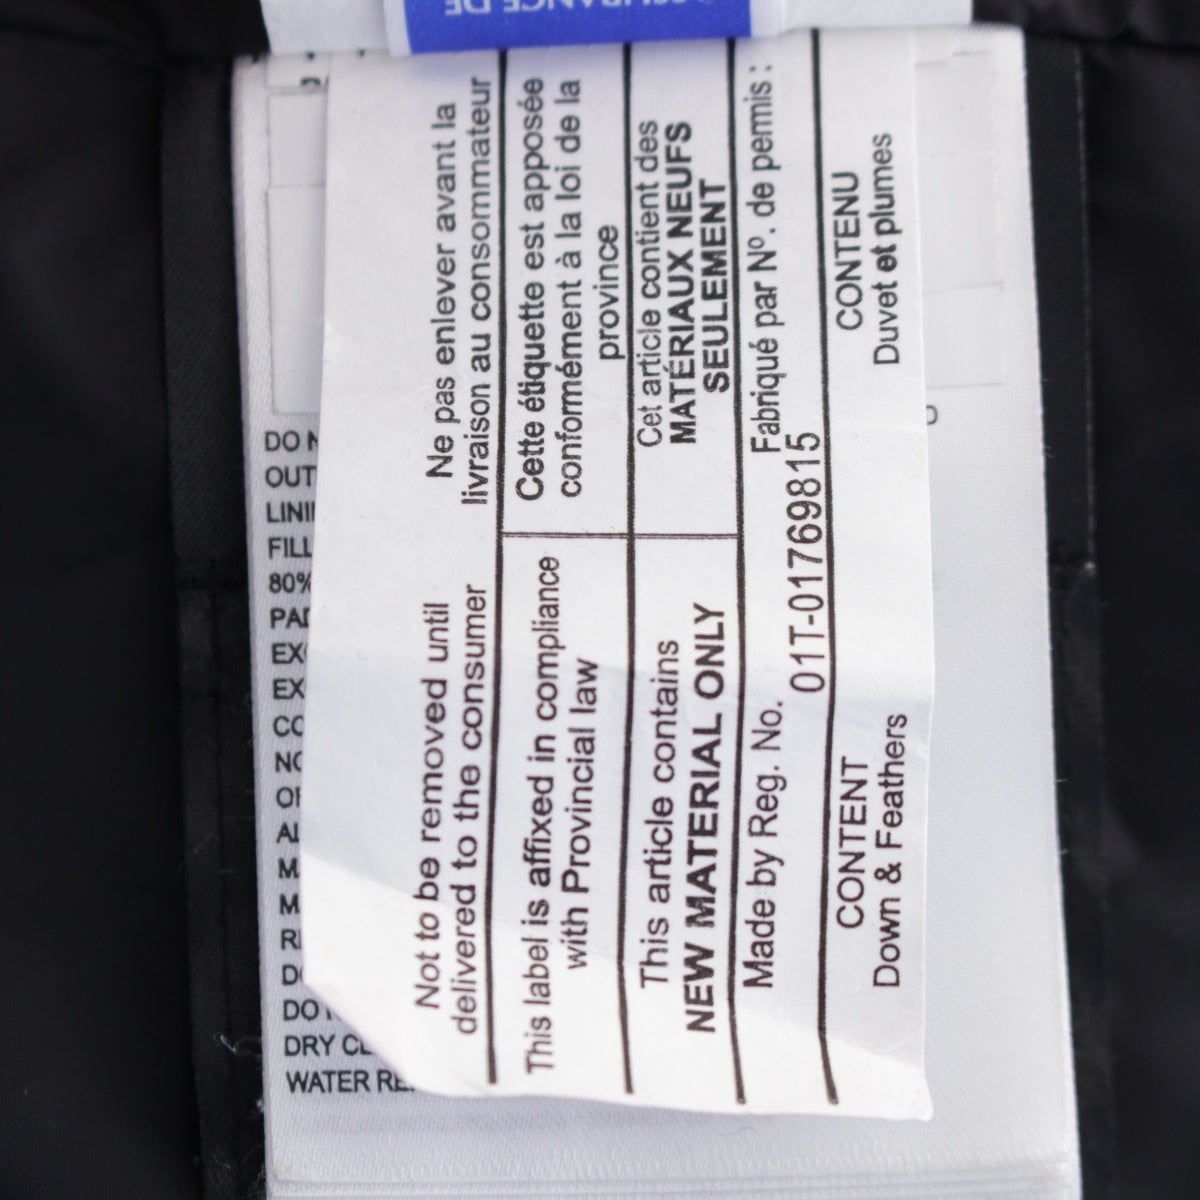 Not to be removed until
delivered to the consumer
Ne pas enlever avant la
livraison au consommateur
This label is affixed in compliance
with Provincial law
Cette étiquette est apposée
conformément à la loi de la
province
This article contains
NEW MATERIAL ONLY
Cet article contient des
MATÉRIAUX NEUFS
SEULEMENT
Made by Reg. No.
Fabriqué par Nº. de permis :
01T-01769815
CONTENT
Down & Feathers
CONTENU
Duvet et plumes
DO
80%
DRY
WATER